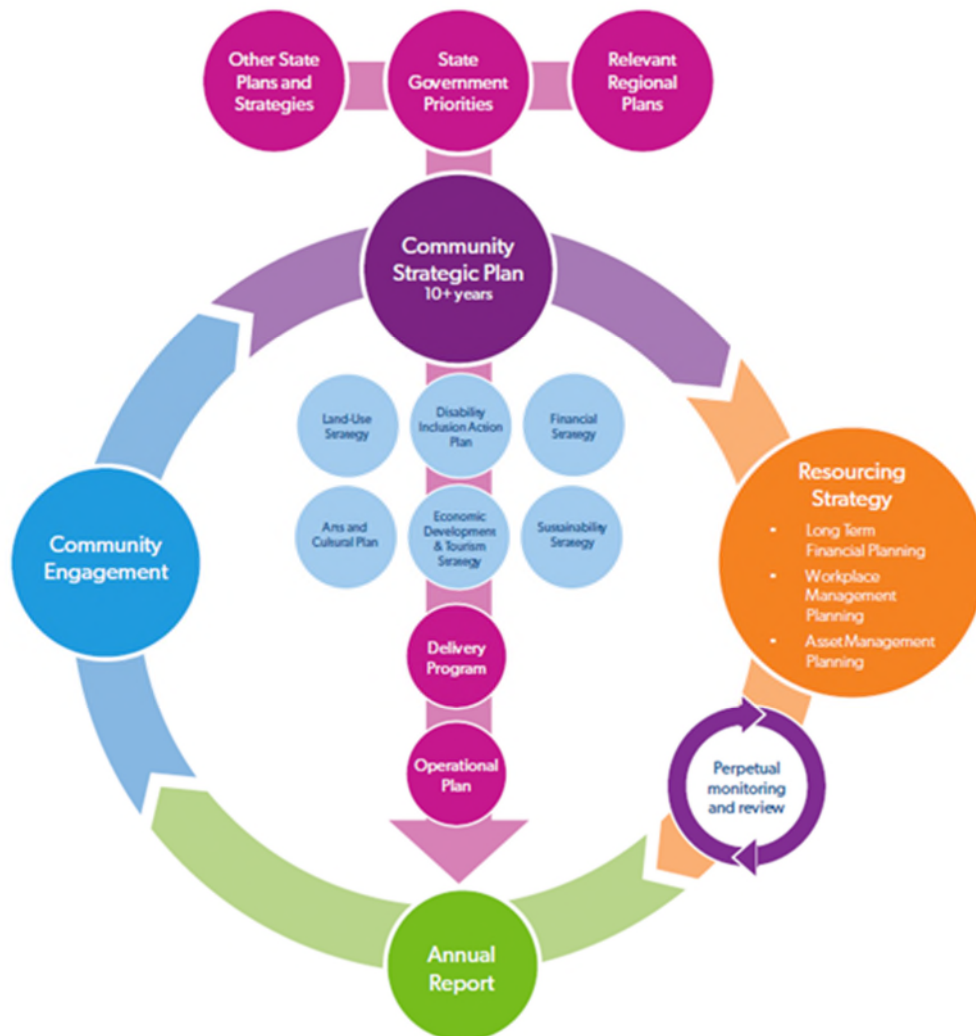 Other State
Plans and
Strategies
State
Government
Priorities
Relevant
Regional
Plans
Community
Strategic Plan
10+ years
Land-Use
Strategy
Disability
Inclusion Action
Plan
Financial
Strategy
Arts and
Cultural Plan
Economic
Development
& Tourism
Strategy
Sustainability
Strategy
Community
Engagement
Resourcing
Strategy
▪ Long Term
Financial Planning
▪ Workplace
Management
Planning
▪ Asset Management
Planning
Delivery
Program
Operational
Plan
Perpetual
monitoring
and review
Annual
Report